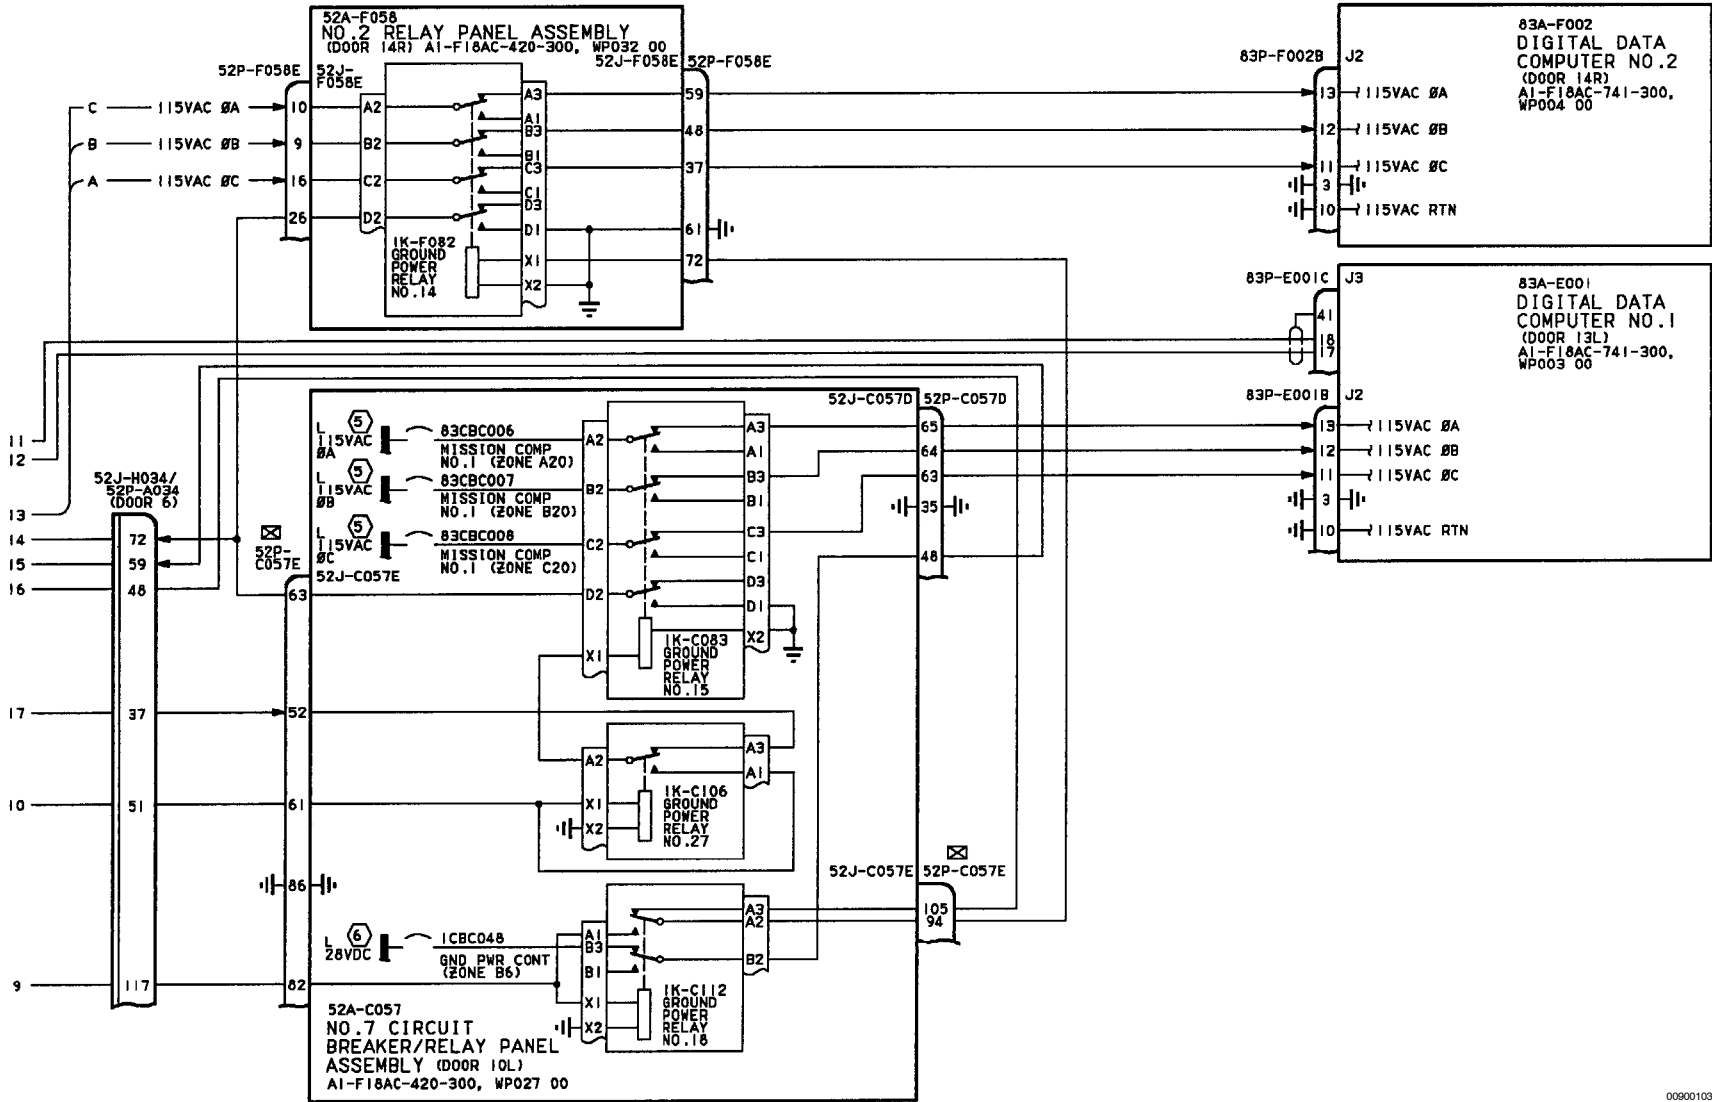 52A-F058
NO.2 RELAY PANEL ASSEMBLY
(DOOR 14R) A1-F18AC-420-300, WP032 00
52P-F058E
52J-
F058E
52J-F058E
52P-F058E
C
115VAC ØA
10
A2
A3
59
A1
B
115VAC ØB
9
B2
B3
48
B1
A
115VAC ØC
16
C2
C3
37
C1
26
D2
D3
D1
61
X1
72
X2
1K-F082
GROUND
POWER
RELAY
NO.14
83P-F002B
J2
83A-F002
DIGITAL DATA
COMPUTER NO.2
(DOOR 14R)
A1-F18AC-741-300,
WP004 00
13
115VAC ØA
12
115VAC ØB
11
115VAC ØC
3
10
115VAC RTN
83P-E001C
J3
83A-E001
DIGITAL DATA
COMPUTER NO.1
(DOOR 13L)
A1-F18AC-741-300,
WP003 00
41
18
17
83P-E001B
J2
13
115VAC ØA
12
115VAC ØB
11
115VAC ØC
3
10
115VAC RTN
11
12
13
14
15
16
17
10
9
52J-H034/
52P-A034
(DOOR 6)
72
59
48
37
51
117
52P-
C057E
52J-C057E
63
52
61
86
82
52J-C057D
52P-C057D
65
64
63
35
48
L
115VAC
ØA
5
83CBC006
MISSION COMP
NO.1 (ZONE A20)
L
115VAC
ØB
5
83CBC007
MISSION COMP
NO.1 (ZONE B20)
L
115VAC
ØC
5
83CBC008
MISSION COMP
NO.1 (ZONE C20)
A2
B2
C2
D2
X1
A3
A1
B3
B1
C3
C1
D3
D1
X2
1K-C083
GROUND
POWER
RELAY
NO.15
A2
X1
X2
A3
A1
1K-C106
GROUND
POWER
RELAY
NO.27
52J-C057E
52P-C057E
105
94
L
28VDC
6
1CBC048
GND PWR CONT
(ZONE B6)
A1
B3
B1
X1
X2
A3
A2
B2
1K-C112
GROUND
POWER
RELAY
NO.18
52A-C057
NO.7 CIRCUIT
BREAKER/RELAY PANEL
ASSEMBLY (DOOR 10L)
A1-F18AC-420-300, WP027 00
00900103